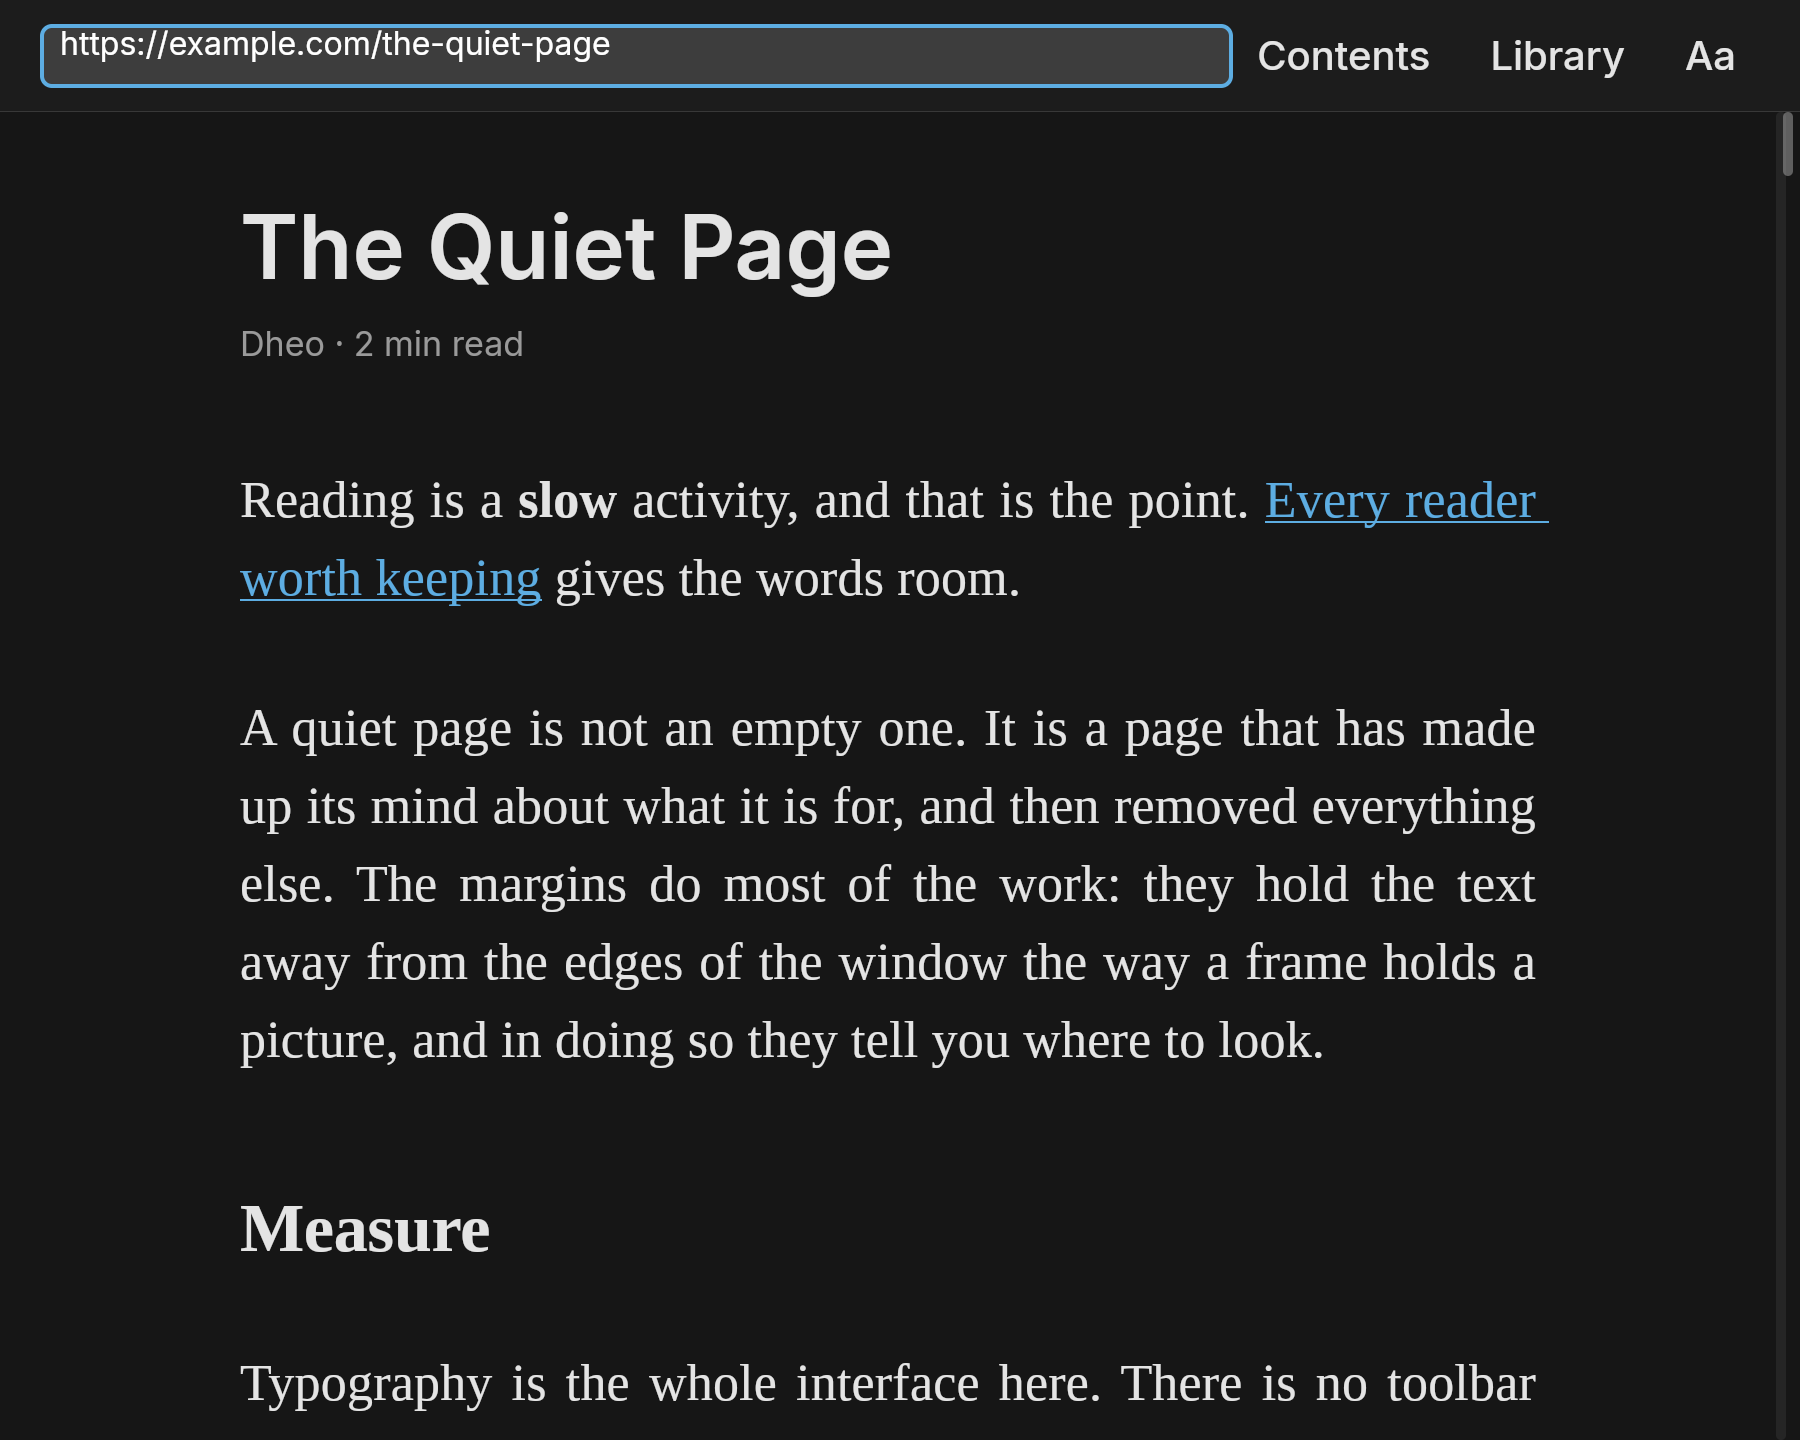 https://example.com/the-quiet-page
Contents
Library
Aa
The Quiet Page
Dheo · 2 min read
Reading is a slow activity, and that is the point. Every reader
worth keeping gives the words room.
A quiet page is not an empty one. It is a page that has made
up its mind about what it is for, and then removed everything
else. The margins do most of the work: they hold the text
away from the edges of the window the way a frame holds a
picture, and in doing so they tell you where to look.
Measure
Typography is the whole interface here. There is no toolbar